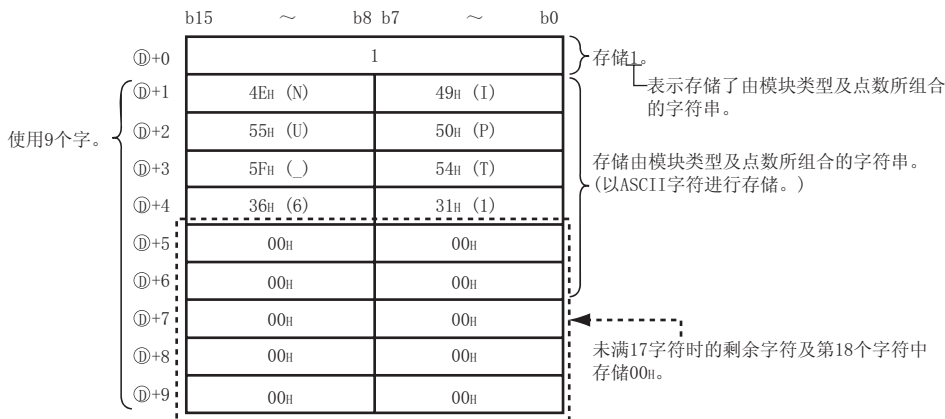 b15 ～ b8 b7 ～ b0
Ⓓ+0 1 存储1。
Ⓓ+1 4EH (N) 49H (I) 表示存储了由模块类型及点数所组合
的字符串。
使用9个字。
Ⓓ+2 55H (U) 50H (P)
Ⓓ+3 5FH (_) 54H (T) 存储由模块类型及点数所组合的字符串。
(以ASCII字符进行存储。)
Ⓓ+4 36H (6) 31H (1)
Ⓓ+5 00H 00H
Ⓓ+6 00H 00H
Ⓓ+7 00H 00H
未满17字符时的剩余字符及第18个字符中
存储00H。
Ⓓ+8 00H 00H
Ⓓ+9 00H 00H